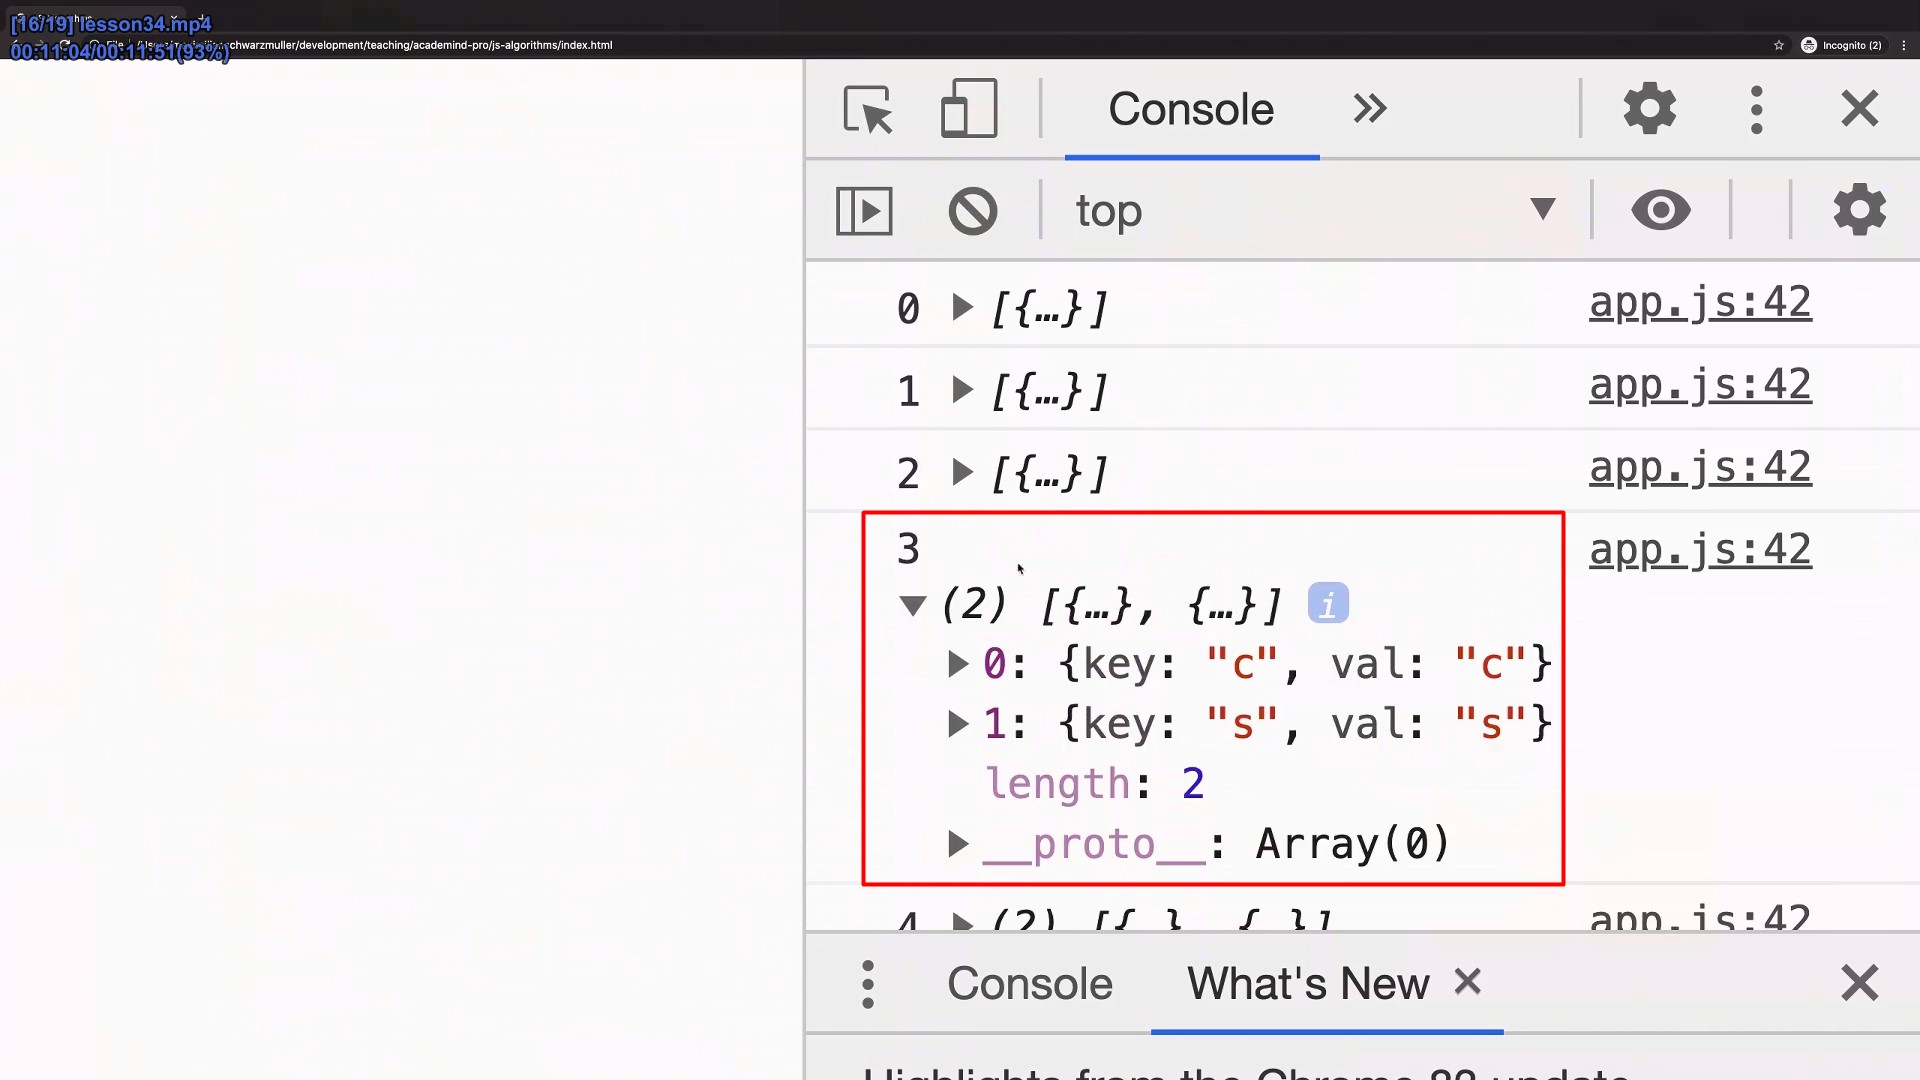 [16/19] lesson34.mp4
00:11:04/00:11:51(93%)
schwarzmuller/development/teaching/academind-pro/js-algorithms/index.html
Incognito (2)
Console
top
0 [{…}] app.js:42
1 [{…}] app.js:42
2 [{…}] app.js:42
3 app.js:42
(2) [{…}, {…}] i
0: {key: "c", val: "c"}
1: {key: "s", val: "s"}
length: 2
__proto__: Array(0)
4 (2) [{…}, {…}] app.js:42
Console What's New
Highlights from the Chrome 88 update